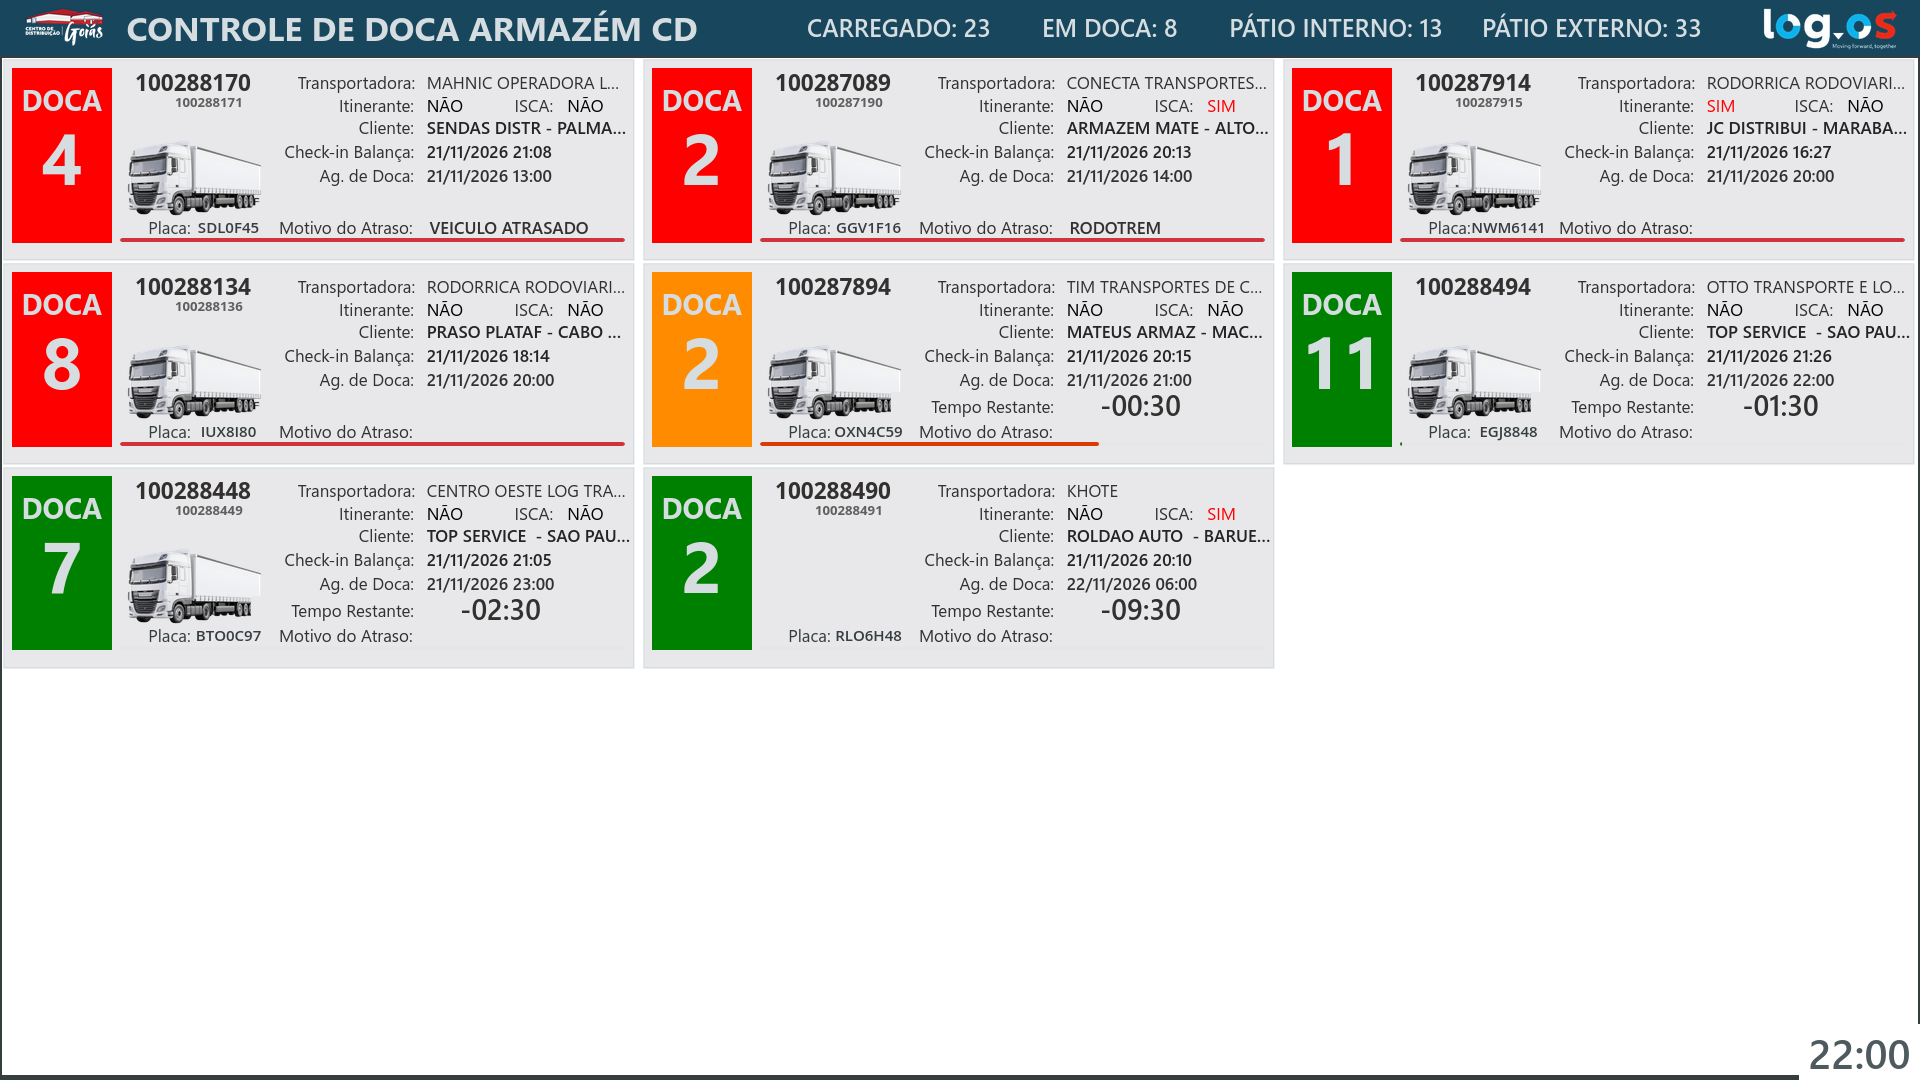 CENTRO DE DISTRIBUIÇÃO Goiás
CONTROLE DE DOCA ARMAZÉM CD
CARREGADO: 23
EM DOCA: 8
PÁTIO INTERNO: 13
PÁTIO EXTERNO: 33
log.os
Moving forward, together
DOCA
4
100288170
100288171
Transportadora: MAHNIC OPERADORA L...
Itinerante: NÃO ISCA: NÃO
Cliente: SENDAS DISTR - PALMA...
Check-in Balança: 21/11/2026 21:08
Ag. de Doca: 21/11/2026 13:00
Placa: SDL0F45 Motivo do Atraso: VEICULO ATRASADO
DOCA
2
100287089
100287190
Transportadora: CONECTA TRANSPORTES...
Itinerante: NÃO ISCA: SIM
Cliente: ARMAZEM MATE - ALTO...
Check-in Balança: 21/11/2026 20:13
Ag. de Doca: 21/11/2026 14:00
Placa: GGV1F16 Motivo do Atraso: RODOTREM
DOCA
1
100287914
100287915
Transportadora: RODORRICA RODOVIARI...
Itinerante: SIM ISCA: NÃO
Cliente: JC DISTRIBUI - MARABA...
Check-in Balança: 21/11/2026 16:27
Ag. de Doca: 21/11/2026 20:00
Placa: NWM6141 Motivo do Atraso:
DOCA
8
100288134
100288136
Transportadora: RODORRICA RODOVIARI...
Itinerante: NÃO ISCA: NÃO
Cliente: PRASO PLATAF - CABO ...
Check-in Balança: 21/11/2026 18:14
Ag. de Doca: 21/11/2026 20:00
Placa: IUX8I80 Motivo do Atraso:
DOCA
2
100287894
Transportadora: TIM TRANSPORTES DE C...
Itinerante: NÃO ISCA: NÃO
Cliente: MATEUS ARMAZ - MAC...
Check-in Balança: 21/11/2026 20:15
Ag. de Doca: 21/11/2026 21:00
Tempo Restante: -00:30
Placa: OXN4C59 Motivo do Atraso:
DOCA
11
100288494
Transportadora: OTTO TRANSPORTE E LO...
Itinerante: NÃO ISCA: NÃO
Cliente: TOP SERVICE - SAO PAU...
Check-in Balança: 21/11/2026 21:26
Ag. de Doca: 21/11/2026 22:00
Tempo Restante: -01:30
Placa: EGJ8848 Motivo do Atraso:
DOCA
7
100288448
100288449
Transportadora: CENTRO OESTE LOG TRA...
Itinerante: NÃO ISCA: NÃO
Cliente: TOP SERVICE - SAO PAU...
Check-in Balança: 21/11/2026 21:05
Ag. de Doca: 21/11/2026 23:00
Tempo Restante: -02:30
Placa: BTO0C97 Motivo do Atraso:
DOCA
2
100288490
100288491
Transportadora: KHOTE
Itinerante: NÃO ISCA: SIM
Cliente: ROLDAO AUTO - BARUE...
Check-in Balança: 21/11/2026 20:10
Ag. de Doca: 22/11/2026 06:00
Tempo Restante: -09:30
Placa: RLO6H48 Motivo do Atraso:
22:00